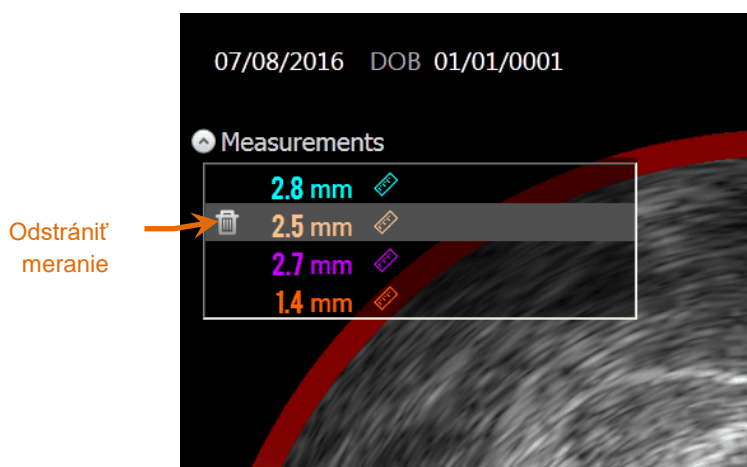 07/08/2016 DOB 01/01/0001
Measurements
2.8 mm
2.5 mm
2.7 mm
1.4 mm
Odstrániť
meranie